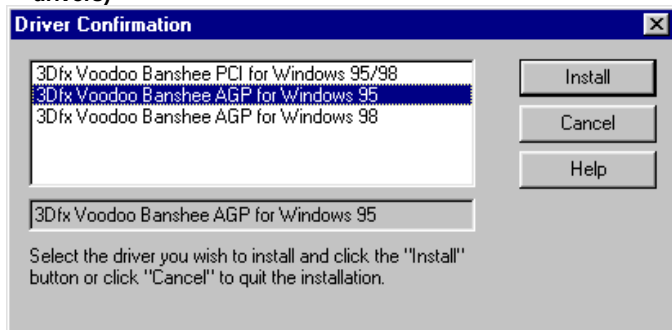 drivers)
Driver Confirmation
3Dfx Voodoo Banshee PCI for Windows 95/98
3Dfx Voodoo Banshee AGP for Windows 95
3Dfx Voodoo Banshee AGP for Windows 98
Install
Cancel
Help
3Dfx Voodoo Banshee AGP for Windows 95
Select the driver you wish to install and click the "Install"
button or click "Cancel" to quit the installation.